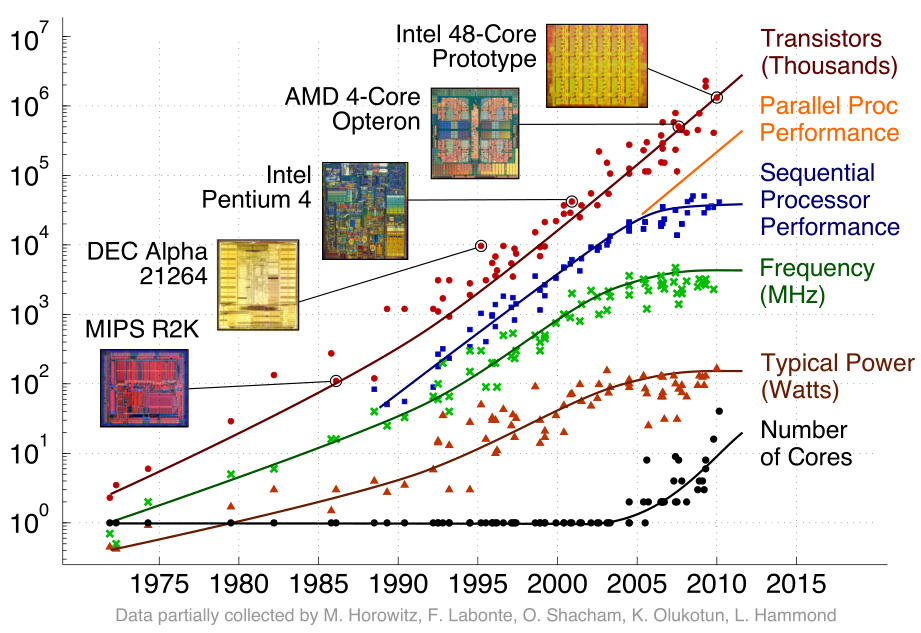 10^7
10^6
10^5
10^4
10^3
10^2
10^1
10^0
Intel 48-Core
Prototype
AMD 4-Core
Opteron
Intel
Pentium 4
DEC Alpha
21264
MIPS R2K
Transistors
(Thousands)
Parallel Proc
Performance
Sequential
Processor
Performance
Frequency
(MHz)
Typical Power
(Watts)
Number
of Cores
1975 1980 1985 1990 1995 2000 2005 2010 2015
Data partially collected by M. Horowitz, F. Labonte, O. Shacham, K. Olukotun, L. Hammond